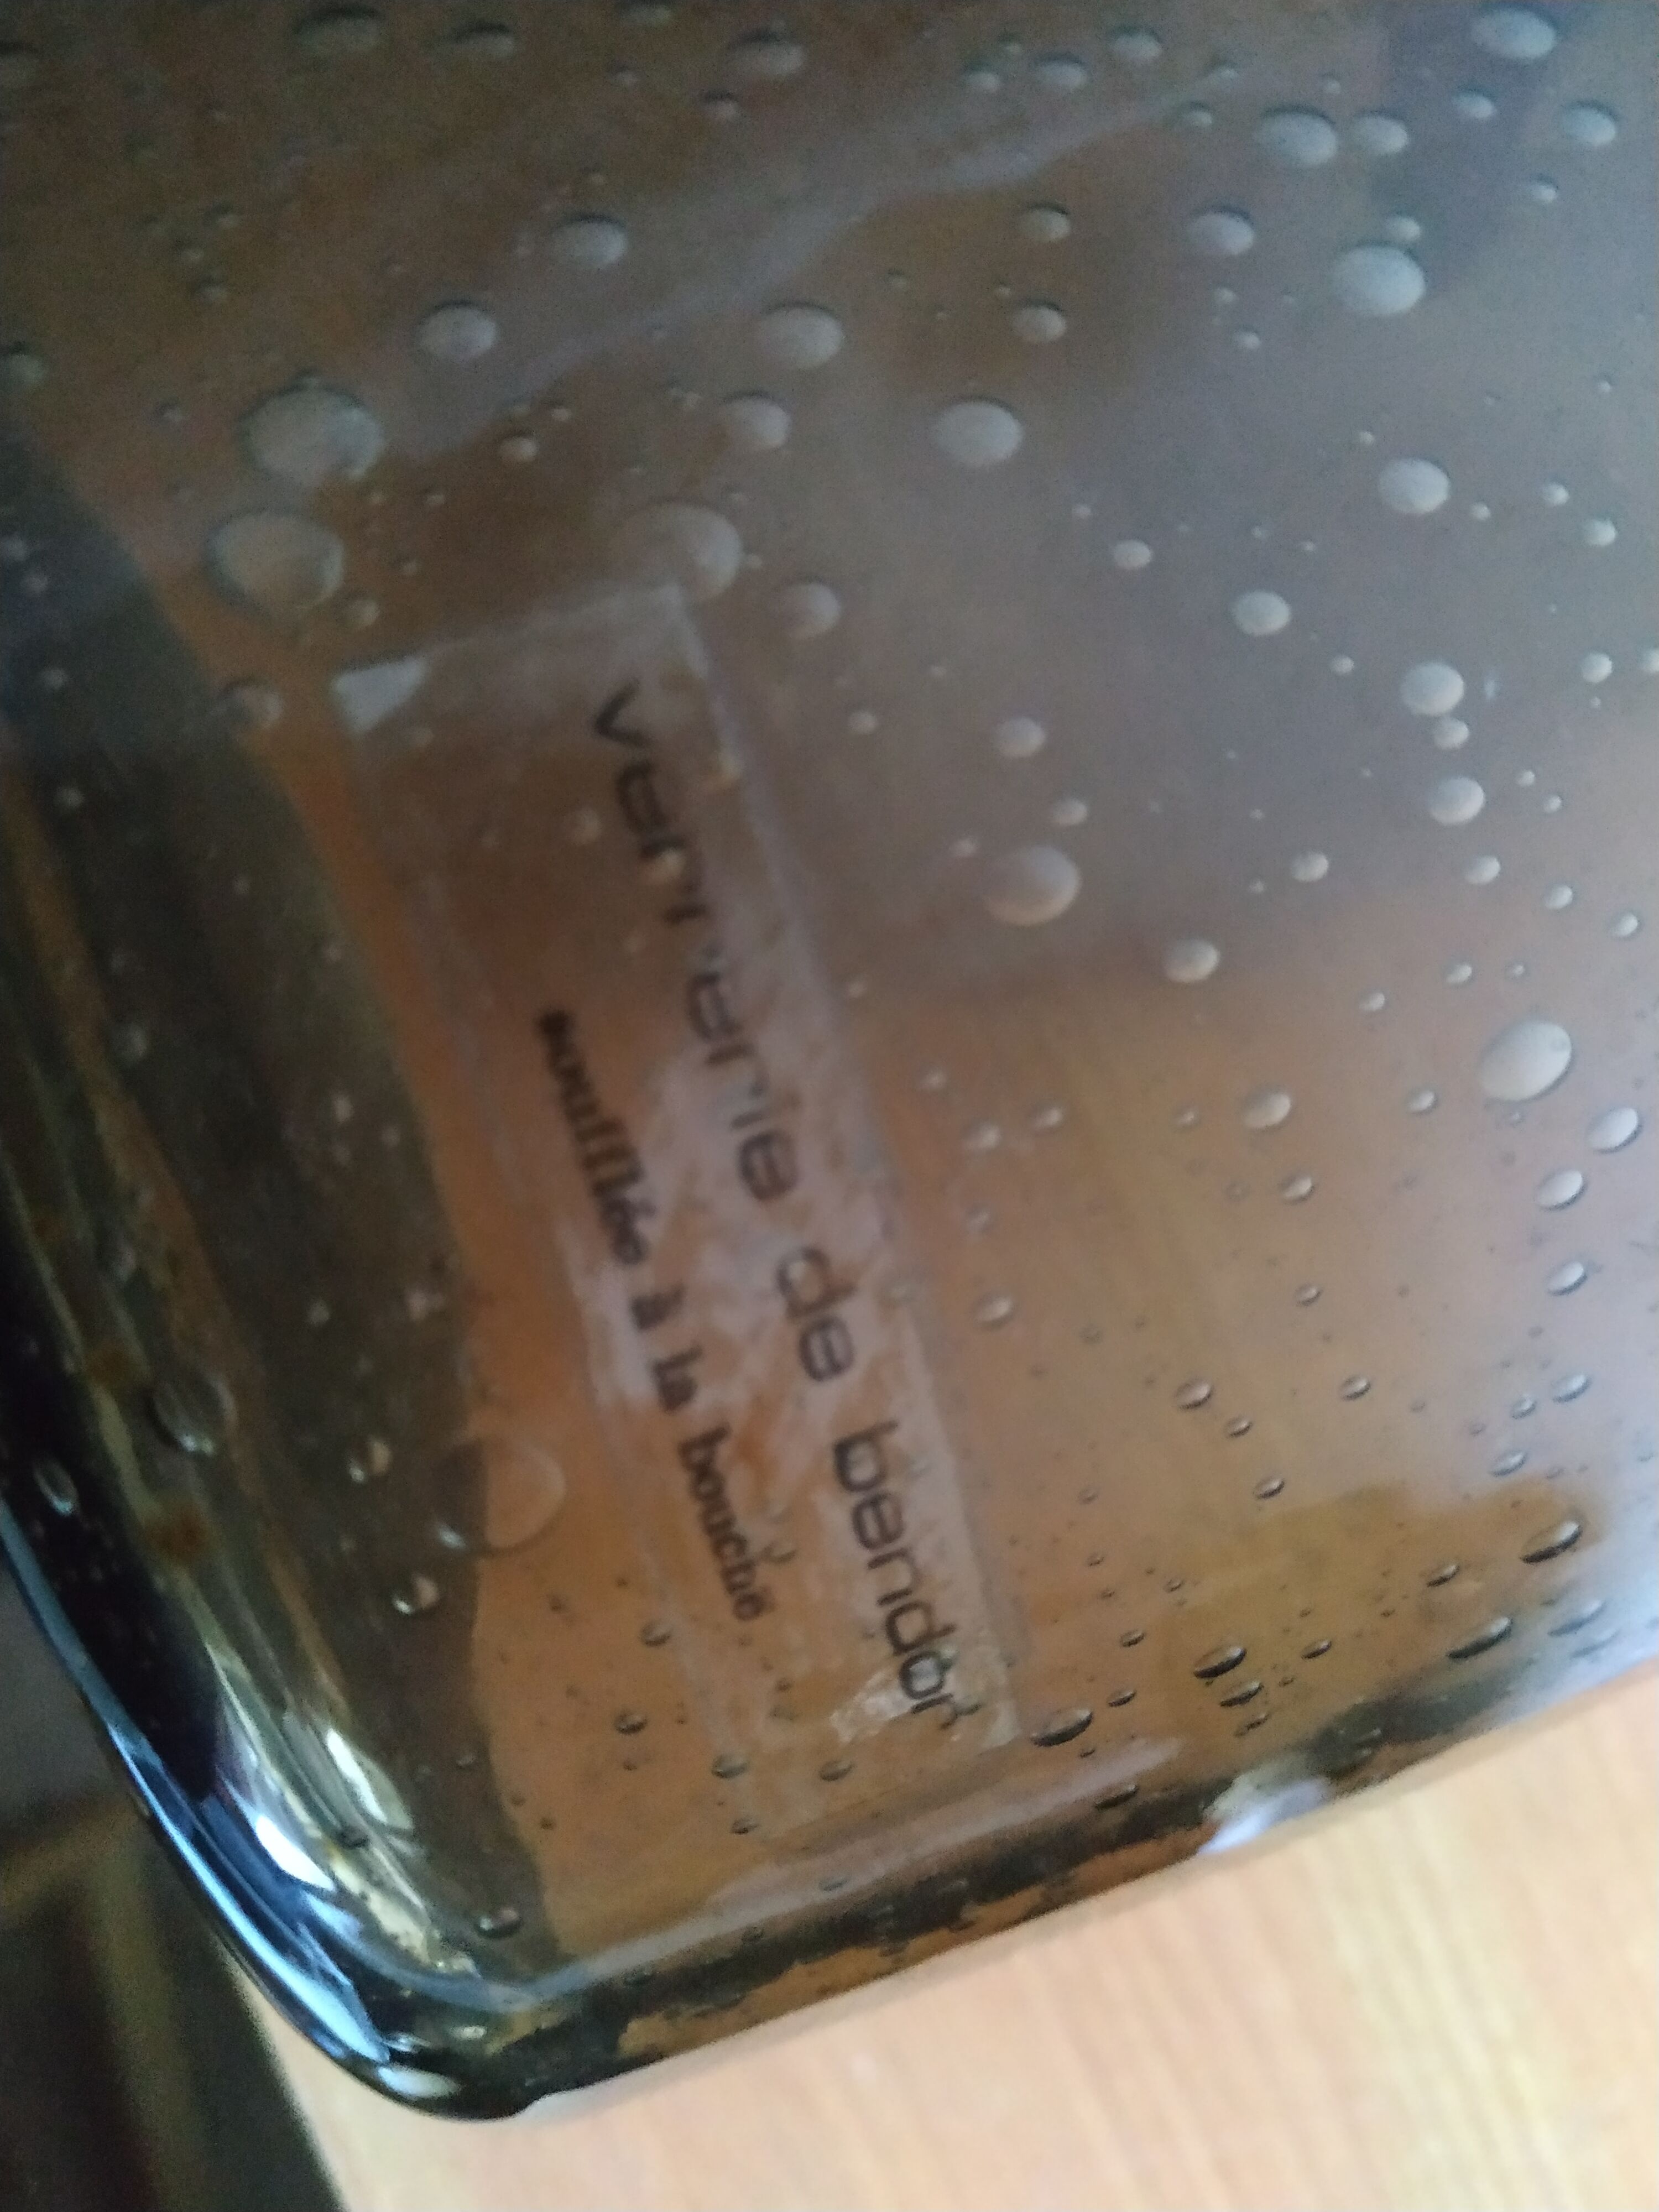 verrerie de bendor
soufflée à la bouche